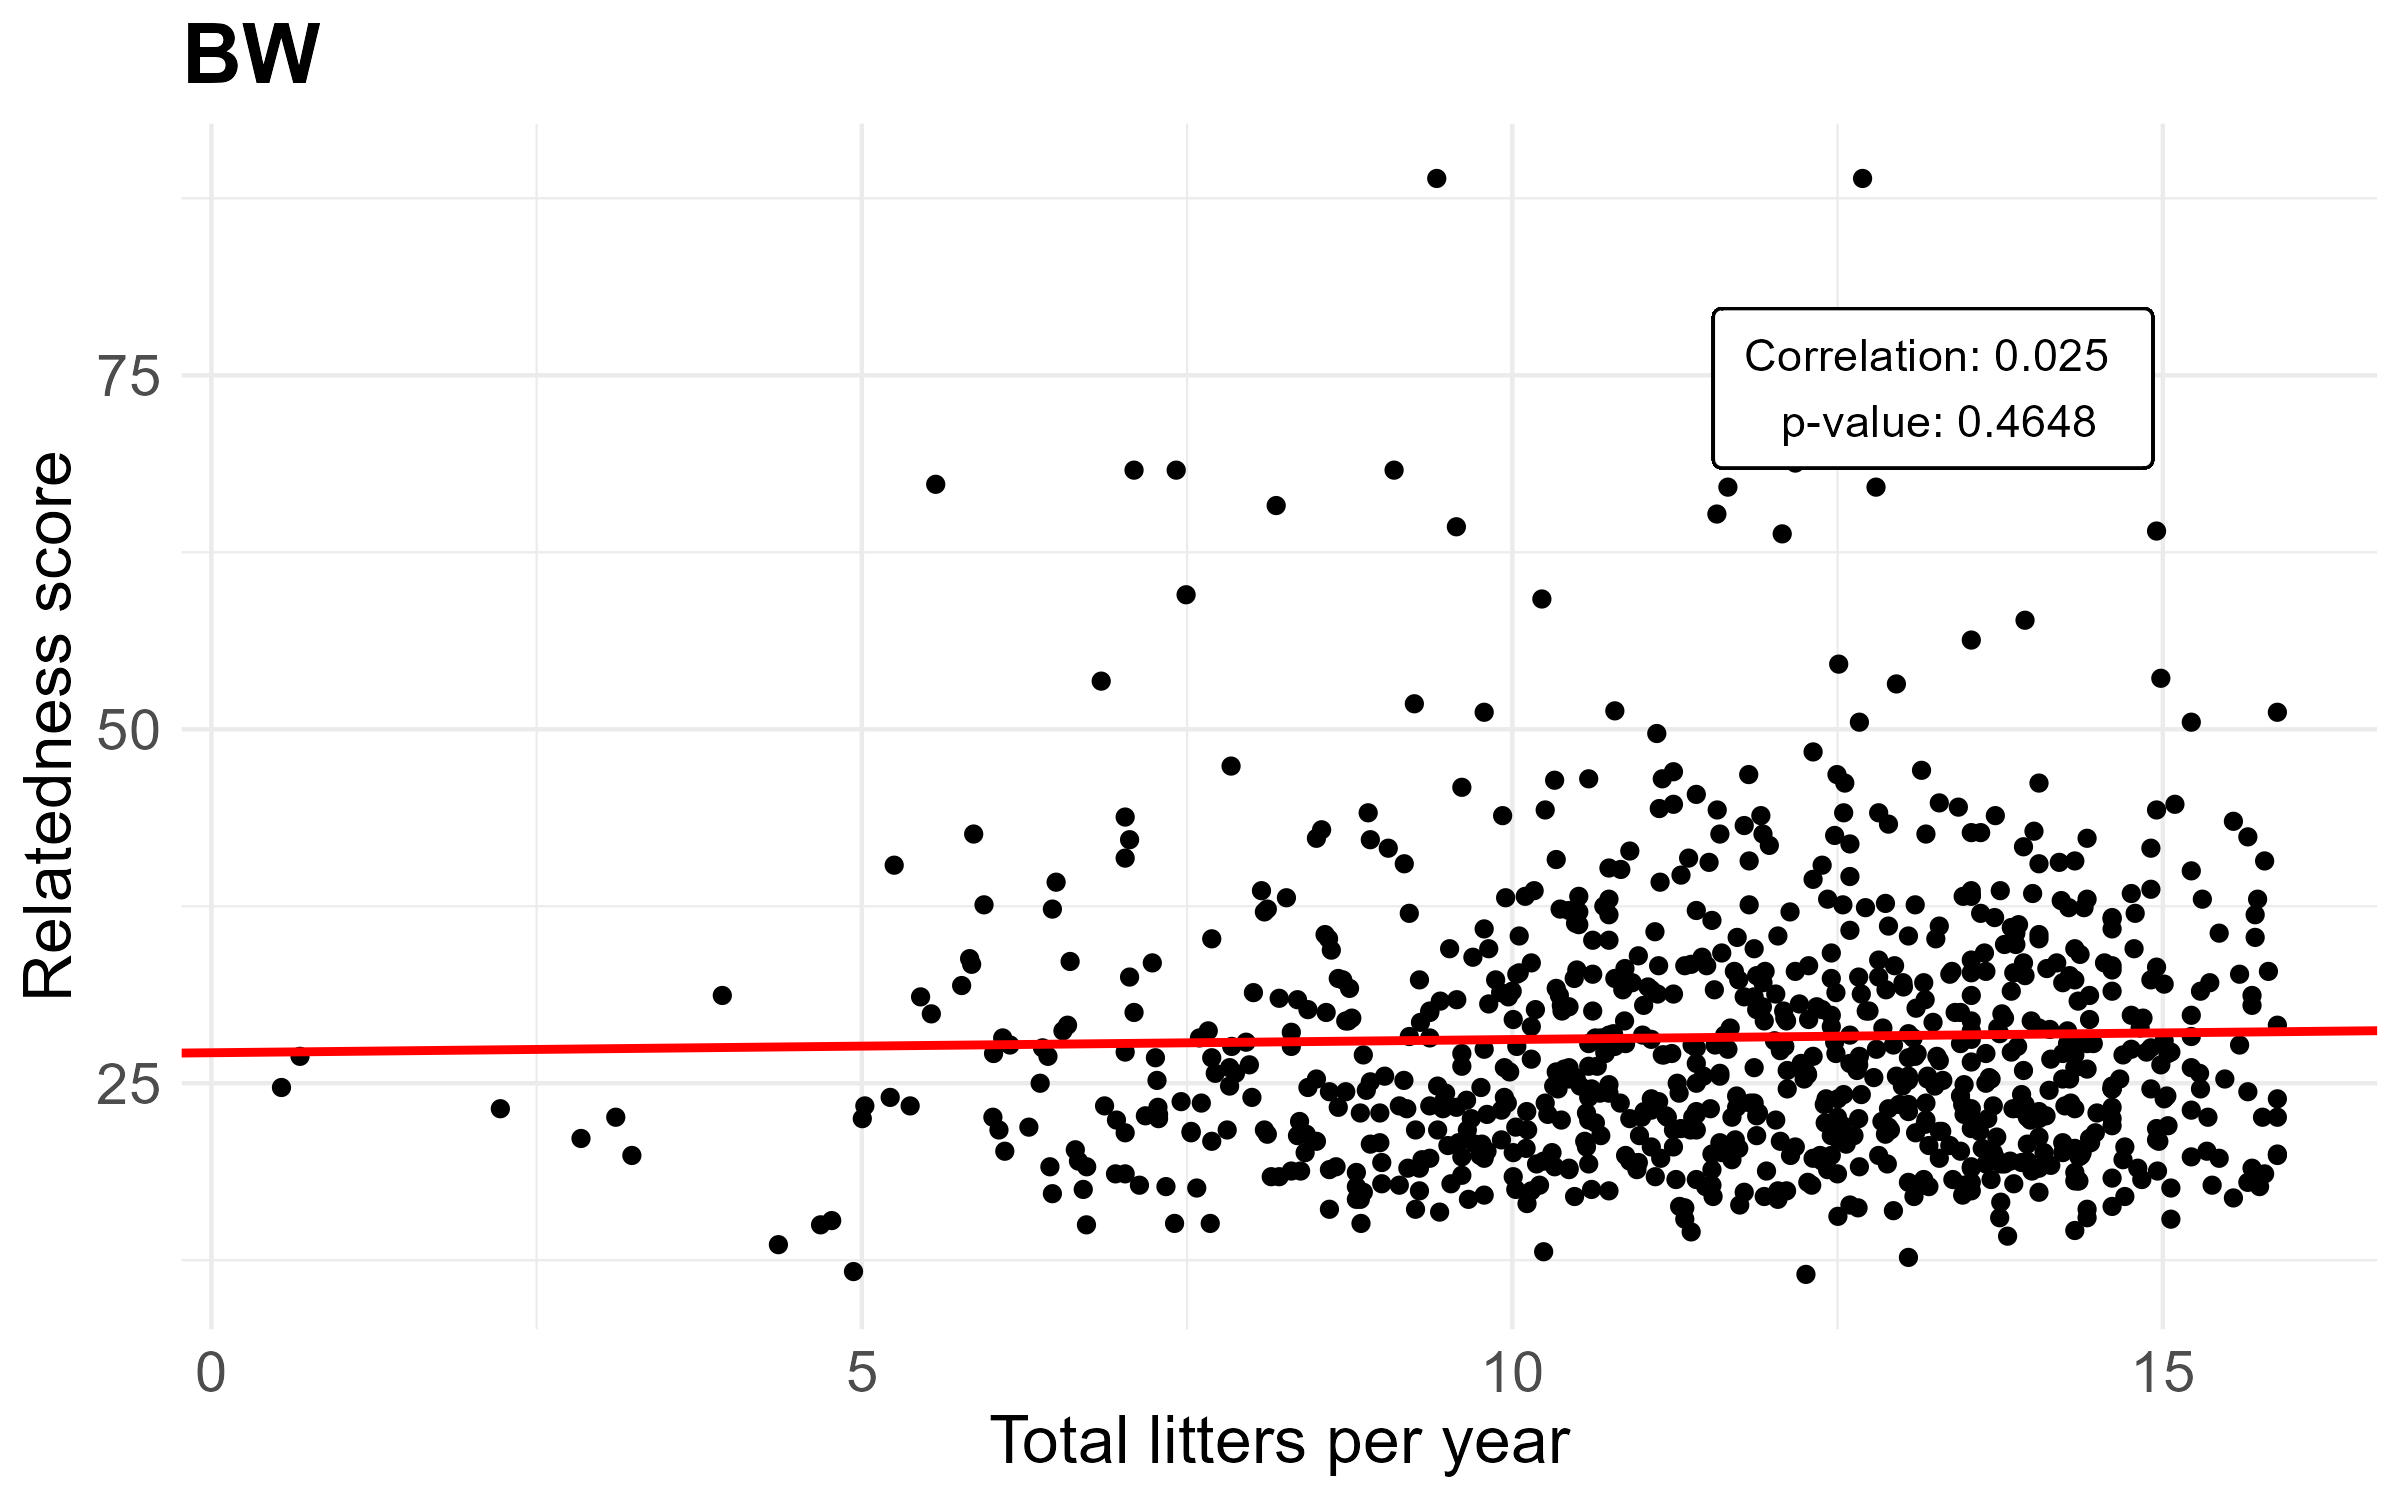 BW
Correlation: 0.025
p-value: 0.4648
75
50
25
Relatedness score
0 5 10 15
Total litters per year